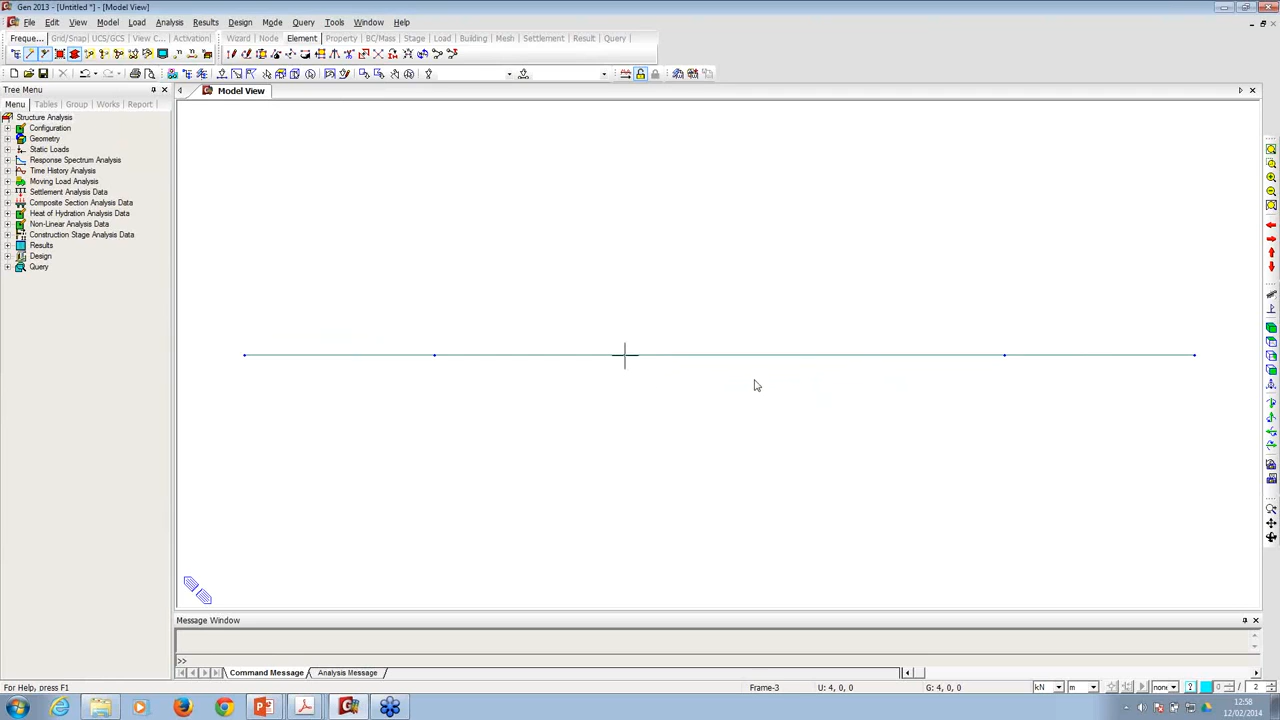 Gen 2013 - [Untitled *] - [Model View]
File Edit View Model Load Analysis Results Design Mode Query Tools Window Help
Freque... Grid/Snap UCS/GCS View C... Activation Wizard Node Element Property BC/Mass Stage Load Building Mesh Settlement Result Query
Tree Menu
Model View
Menu Tables Group Works Report
Structure Analysis
Configuration
Geometry
Static Loads
Response Spectrum Analysis
Time History Analysis
Moving Load Analysis
Settlement Analysis Data
Composite Section Analysis Data
Heat of Hydration Analysis Data
Non-Linear Analysis Data
Construction Stage Analysis Data
Results
Design
Query
Message Window
>>
Command Message Analysis Message
For Help, press F1
Frame-3
U: 4, 0, 0
G: 4, 0, 0
kN
m
none
0 / 2
12:58
12/02/2014